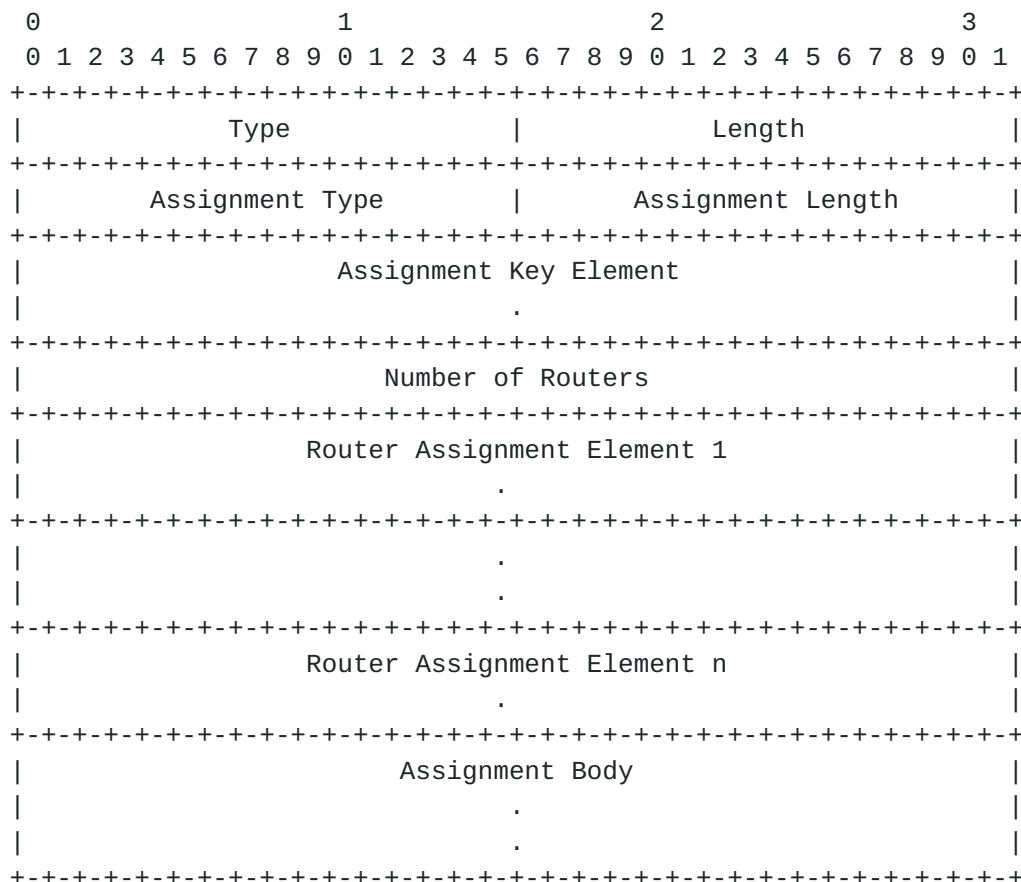 0                   1                   2                   3
 0 1 2 3 4 5 6 7 8 9 0 1 2 3 4 5 6 7 8 9 0 1 2 3 4 5 6 7 8 9 0 1
+-+-+-+-+-+-+-+-+-+-+-+-+-+-+-+-+-+-+-+-+-+-+-+-+-+-+-+-+-+-+-+-+
|             Type              |            Length             |
+-+-+-+-+-+-+-+-+-+-+-+-+-+-+-+-+-+-+-+-+-+-+-+-+-+-+-+-+-+-+-+-+
|        Assignment Type        |       Assignment Length       |
+-+-+-+-+-+-+-+-+-+-+-+-+-+-+-+-+-+-+-+-+-+-+-+-+-+-+-+-+-+-+-+-+
|                    Assignment Key Element                     |
|                               .                               |
+-+-+-+-+-+-+-+-+-+-+-+-+-+-+-+-+-+-+-+-+-+-+-+-+-+-+-+-+-+-+-+-+
|                       Number of Routers                       |
+-+-+-+-+-+-+-+-+-+-+-+-+-+-+-+-+-+-+-+-+-+-+-+-+-+-+-+-+-+-+-+-+
|                  Router Assignment Element 1                  |
|                              .                                |
+-+-+-+-+-+-+-+-+-+-+-+-+-+-+-+-+-+-+-+-+-+-+-+-+-+-+-+-+-+-+-+-+
|                              .                                |
|                              .                                |
+-+-+-+-+-+-+-+-+-+-+-+-+-+-+-+-+-+-+-+-+-+-+-+-+-+-+-+-+-+-+-+-+
|                  Router Assignment Element n                  |
|                              .                                |
+-+-+-+-+-+-+-+-+-+-+-+-+-+-+-+-+-+-+-+-+-+-+-+-+-+-+-+-+-+-+-+-+
|                        Assignment Body                        |
|                               .                               |
|                               .                               |
+-+-+-+-+-+-+-+-+-+-+-+-+-+-+-+-+-+-+-+-+-+-+-+-+-+-+-+-+-+-+-+-+